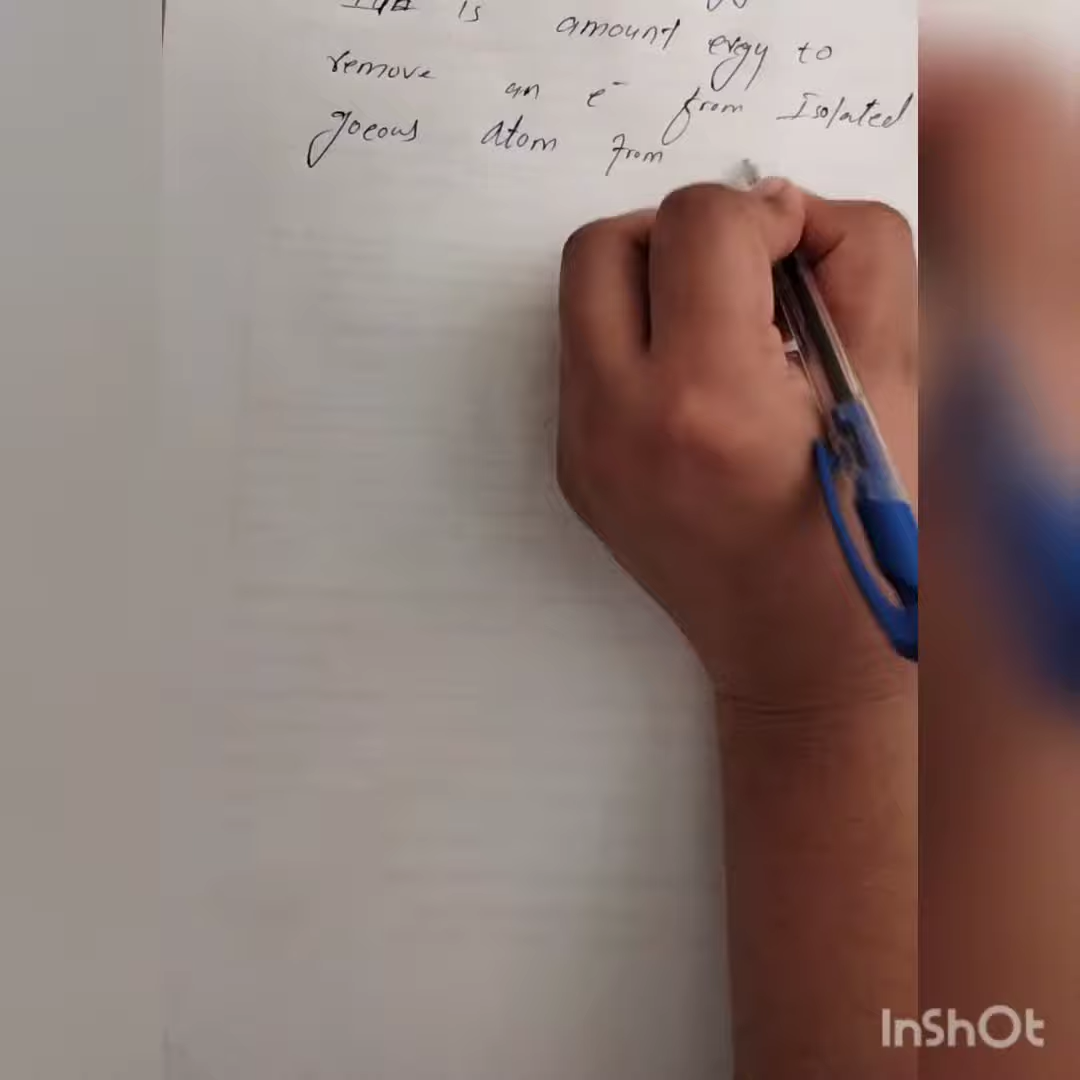 is amount ergy to
remove an e⁻ from Isolated
goeous atom from
InShOt